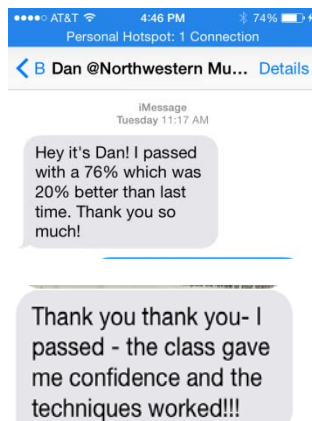 AT&T 4:46 PM 74%
Personal Hotspot: 1 Connection
B Dan @Northwestern Mu... Details
iMessage
Tuesday 11:17 AM
Hey it's Dan! I passed
with a 76% which was
20% better than last
time. Thank you so
much!
Thank you thank you- I
passed - the class gave
me confidence and the
techniques worked!!!